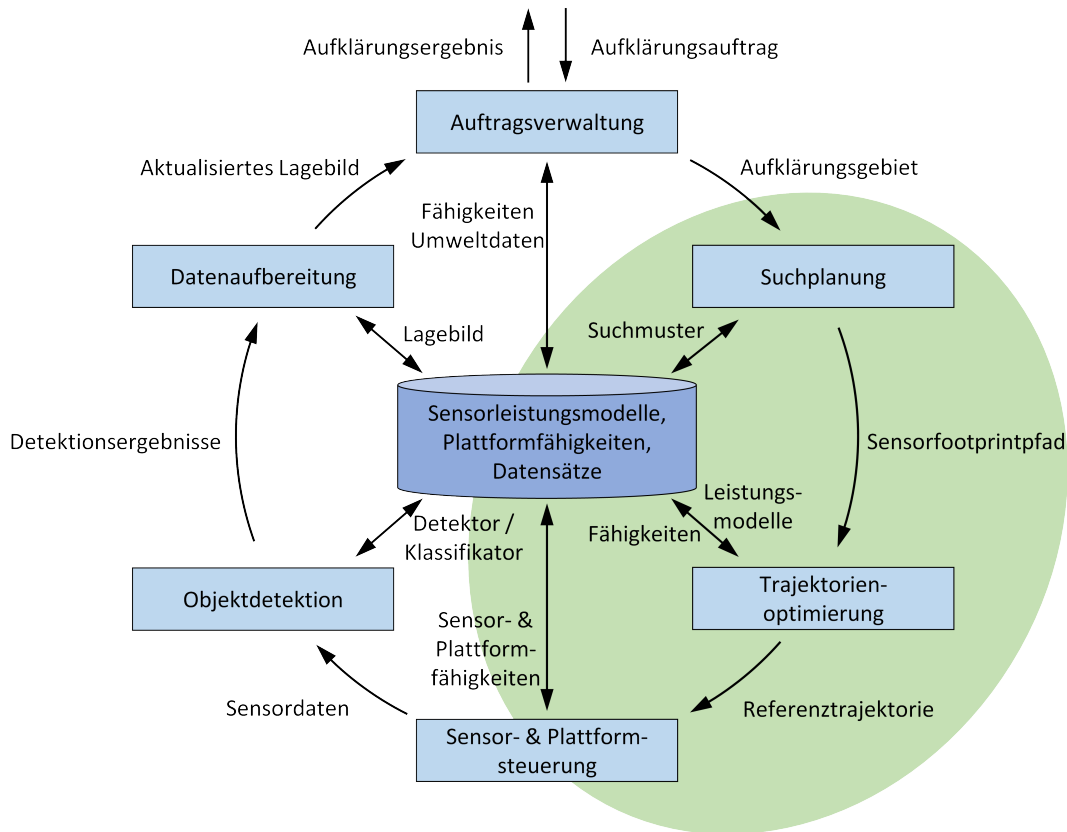 Aufklärungsergebnis
Aufklärungsauftrag
Auftragsverwaltung
Aktualisiertes Lagebild
Aufklärungsgebiet
Fähigkeiten
Umweltdaten
Datenaufbereitung
Suchplanung
Lagebild
Suchmuster
Sensorleistungsmodelle,
Plattformfähigkeiten,
Datensätze
Detektionsergebnisse
Sensorfootprintpfad
Leistungs-
modelle
Fähigkeiten
Detektor /
Klassifikator
Objektdetektion
Trajektorien-
optimierung
Sensor- &
Plattform-
fähigkeiten
Sensordaten
Referenztrajektorie
Sensor- & Plattform-
steuerung